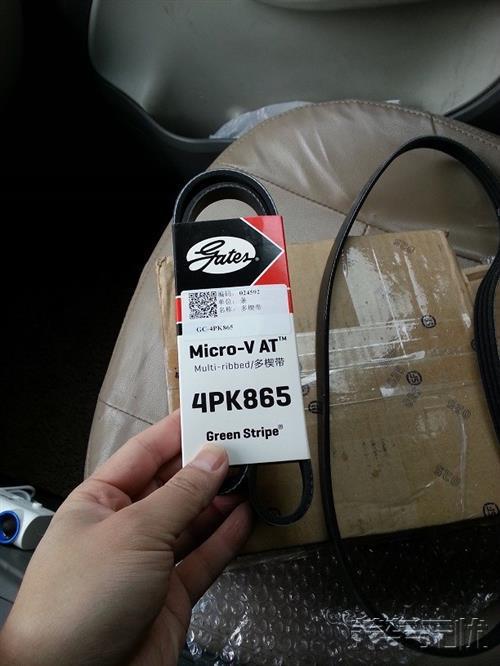 Gates
编码: 024592
单位: 条
名称: 多楔带
GC-4PK865
Micro-V AT™
Multi-ribbed/多楔带
4PK865
Green Stripe®